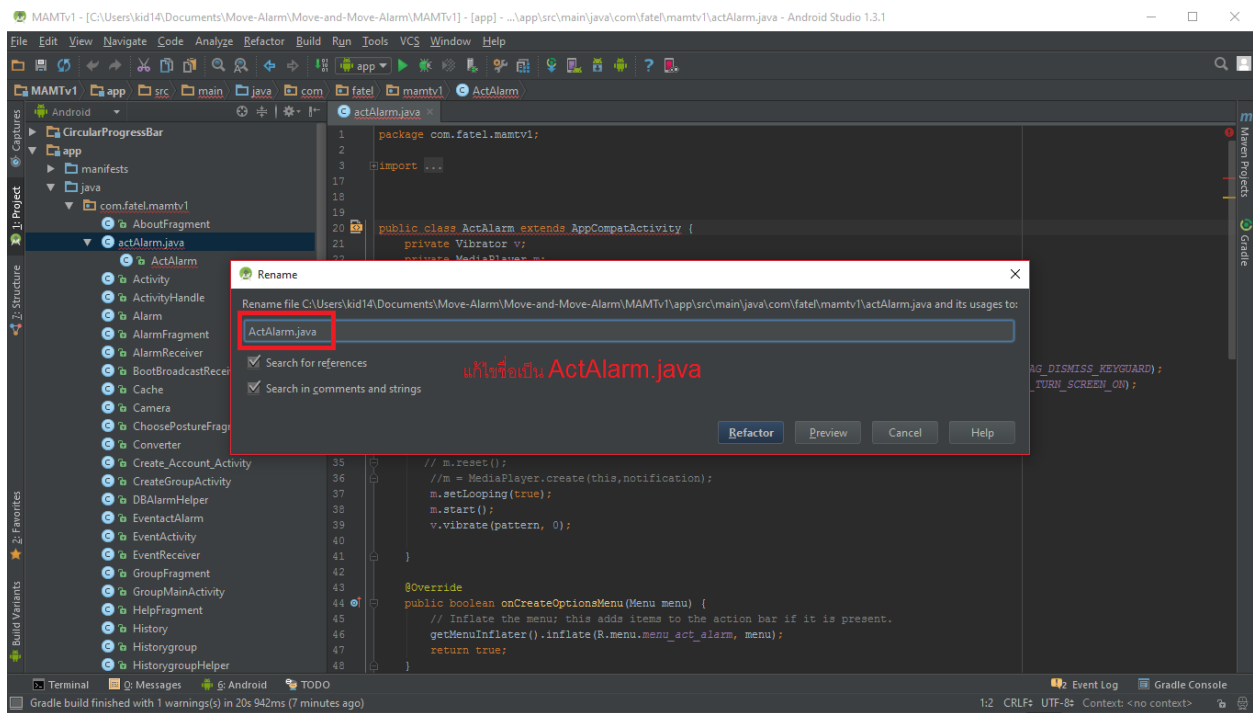 MAMTv1 - [C:\Users\kid14\Documents\Move-Alarm\Move-and-Move-Alarm\MAMTv1] - [app] - ...\app\src\main\java\com\fatel\mamtv1\actAlarm.java - Android Studio 1.3.1
File Edit View Navigate Code Analyze Refactor Build Run Tools VCS Window Help
app
MAMTv1 app src main java com fatel mamtv1 ActAlarm
Android
actAlarm.java
Captures
1: Project
7: Structure
2: Favorites
Build Variants
CircularProgressBar
app
manifests
java
com.fatel.mamtv1
AboutFragment
actAlarm.java
ActAlarm
Activity
ActivityHandle
Alarm
AlarmFragment
AlarmReceiver
BootBroadcastRecei
Cache
Camera
ChoosePostureFragr
Converter
Create_Account_Activity
CreateGroupActivity
DBAlarmHelper
EventactAlarm
EventActivity
EventReceiver
GroupFragment
GroupMainActivity
HelpFragment
History
Historygroup
HistorygroupHelper
1 package com.fatel.mamtv1;
2
3 import ...
17
18
19
20 public class ActAlarm extends AppCompatActivity {
21 private Vibrator v;
22 private MediaPlayer m;
Rename
Rename file C:\Users\kid14\Documents\Move-Alarm\Move-and-Move-Alarm\MAMTv1\app\src\main\java\com\fatel\mamtv1\actAlarm.java and its usages to:
ActAlarm.java
Search for references
Search in comments and strings
แก้ไขชื่อเป็น ActAlarm.java
Refactor Preview Cancel Help
AG_DISMISS_KEYGUARD);
_TURN_SCREEN_ON);
35 // m.reset();
36 //m = MediaPlayer.create(this,notification);
37 m.setLooping(true);
38 m.start();
39 v.vibrate(pattern, 0);
40
41 }
42
43 @Override
44 public boolean onCreateOptionsMenu(Menu menu) {
45 // Inflate the menu; this adds items to the action bar if it is present.
46 getMenuInflater().inflate(R.menu.menu_act_alarm, menu);
47 return true;
48 }
Maven Projects
Gradle
Terminal 0: Messages 6: Android TODO
2 Event Log Gradle Console
Gradle build finished with 1 warnings(s) in 20s 942ms (7 minutes ago)
1:2 CRLF UTF-8 Context: <no context>